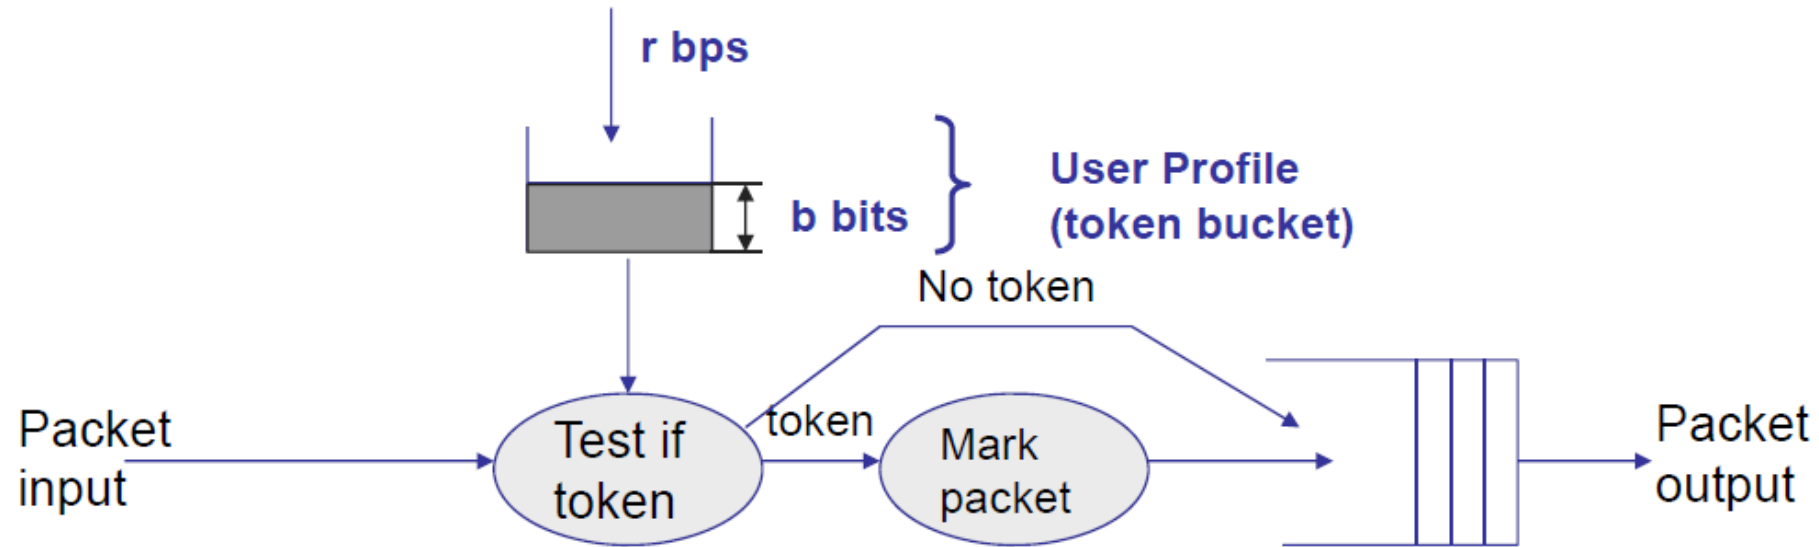 r bps
b bits
User Profile
(token bucket)
No token
Packet
input
Test if
token
token
Mark
packet
Packet
output